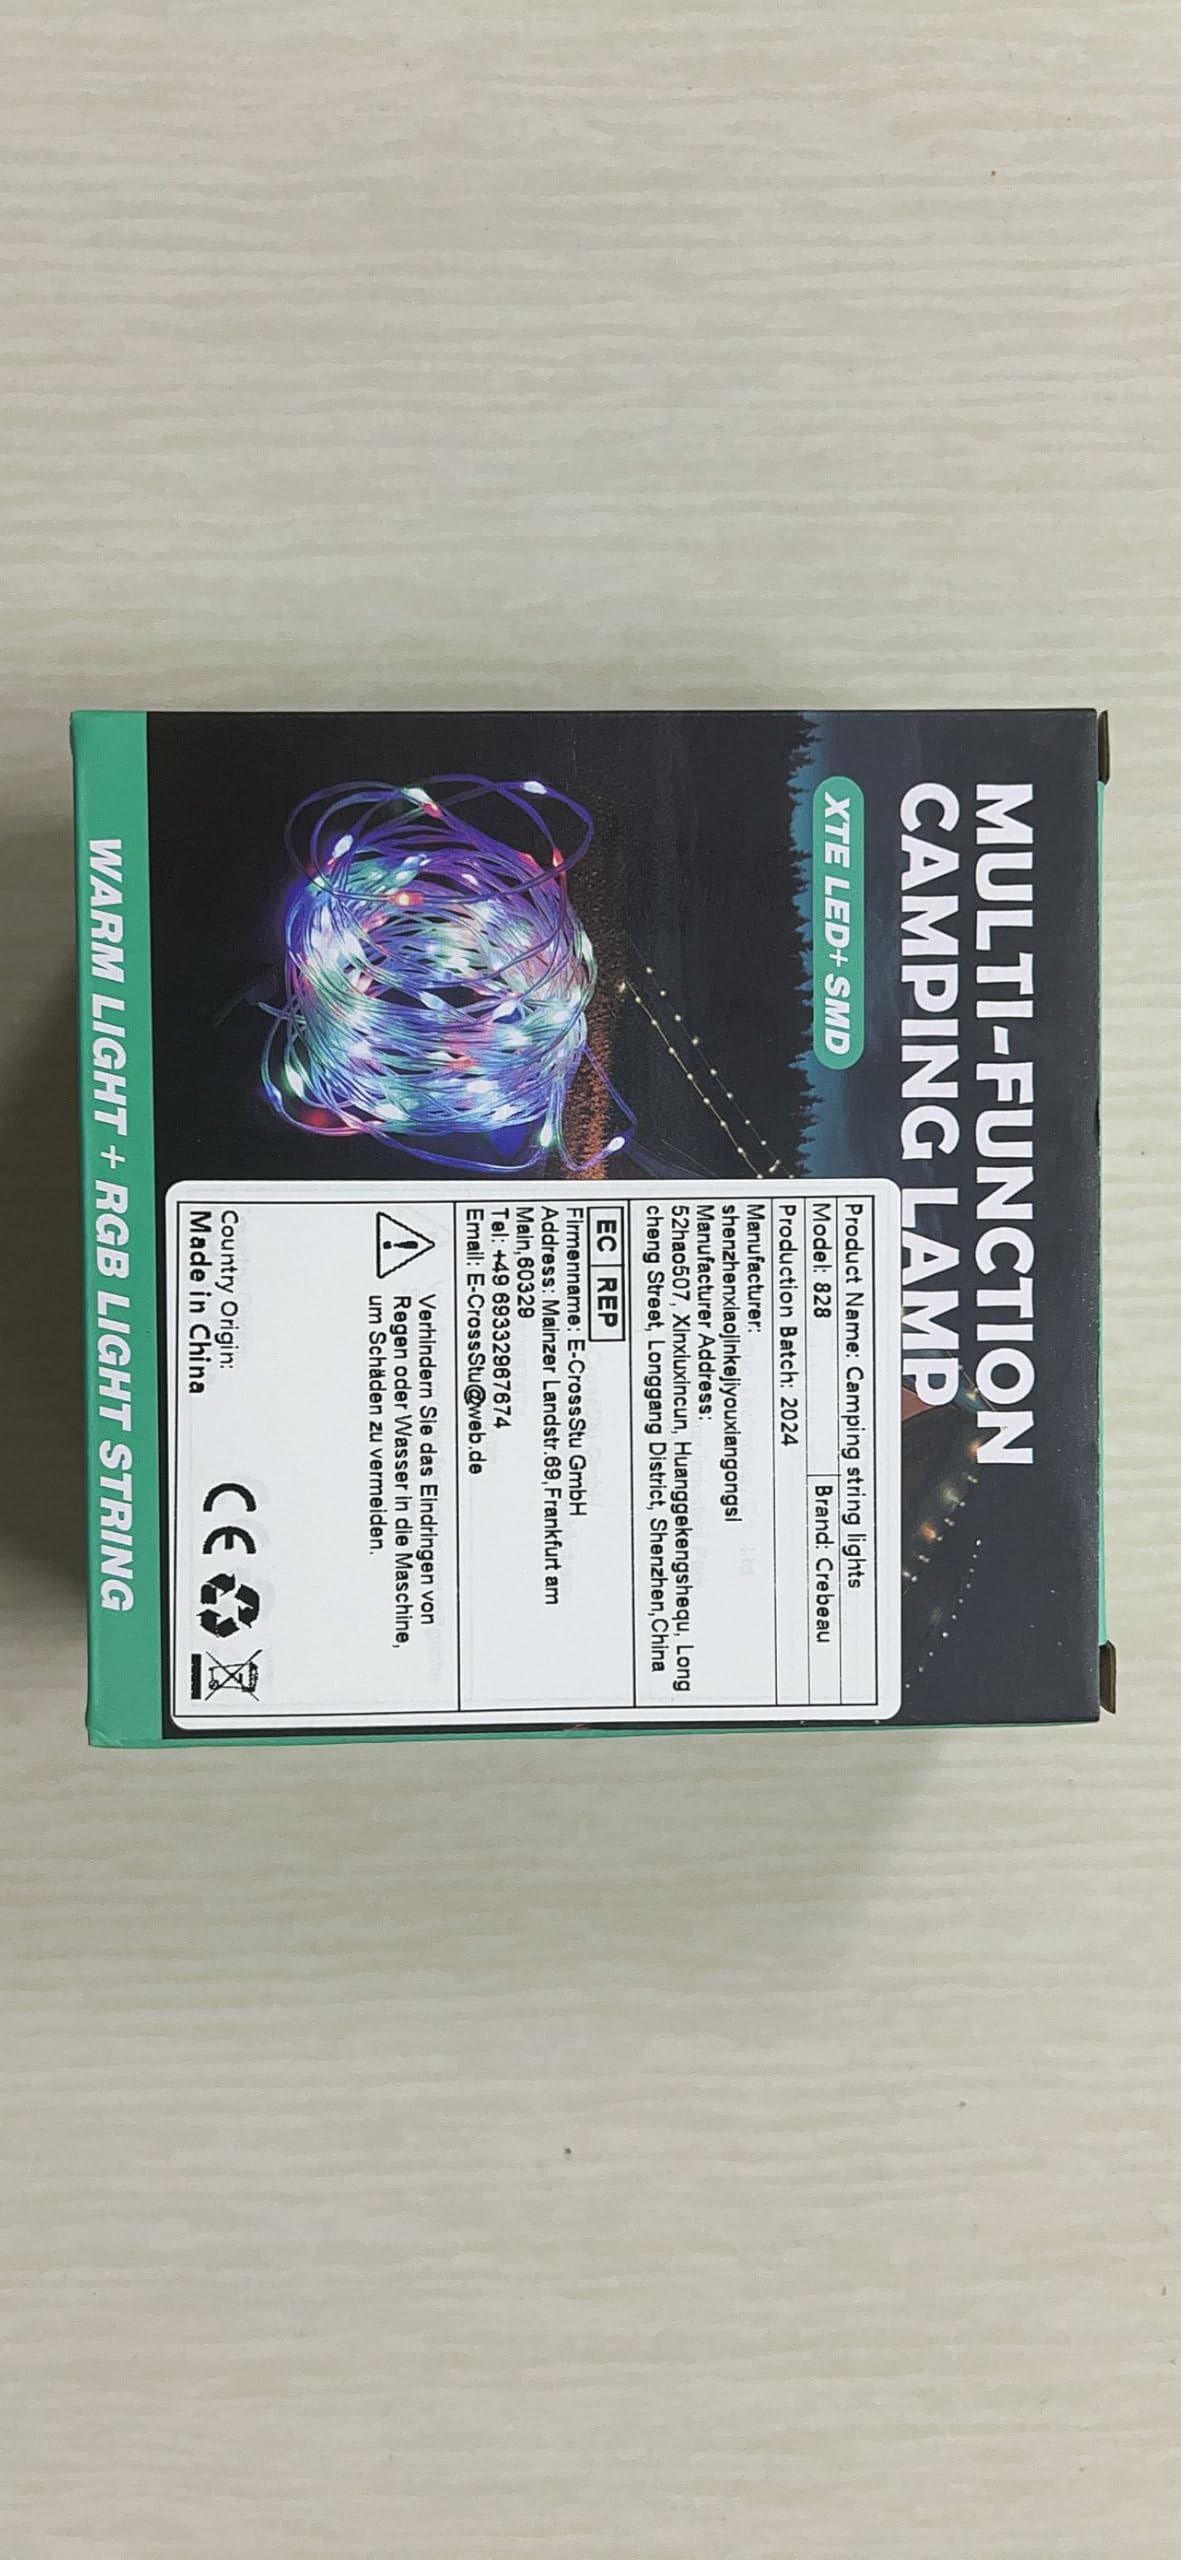 MULTI-FUNCTION
CAMPING LAMP
XTE LED+ SMD
Product Name: Camping string lights
Model: 828 Brand: Crebeau
Production Batch: 2024
Manufacturer:
shenzhenxiaojinkejiyouxiangongsi
Manufacturer Address:
52hao507, Xinxiuxincun, Huanggekengshequ, Long
cheng Street, Longgang District, Shenzhen,China
EC REP
Firmenname: E-CrossStu GmbH
Address: Mainzer Landstr.69,Frankfurt am
Main,60329
Tel: +49 69332967674
Email: E-CrossStu@web.de
Verhindern Sie das Eindringen von
Regen oder Wasser in die Maschine,
um Schäden zu vermeiden.
Country Origin:
Made in China
CE
WARM LIGHT + RGB LIGHT STRING